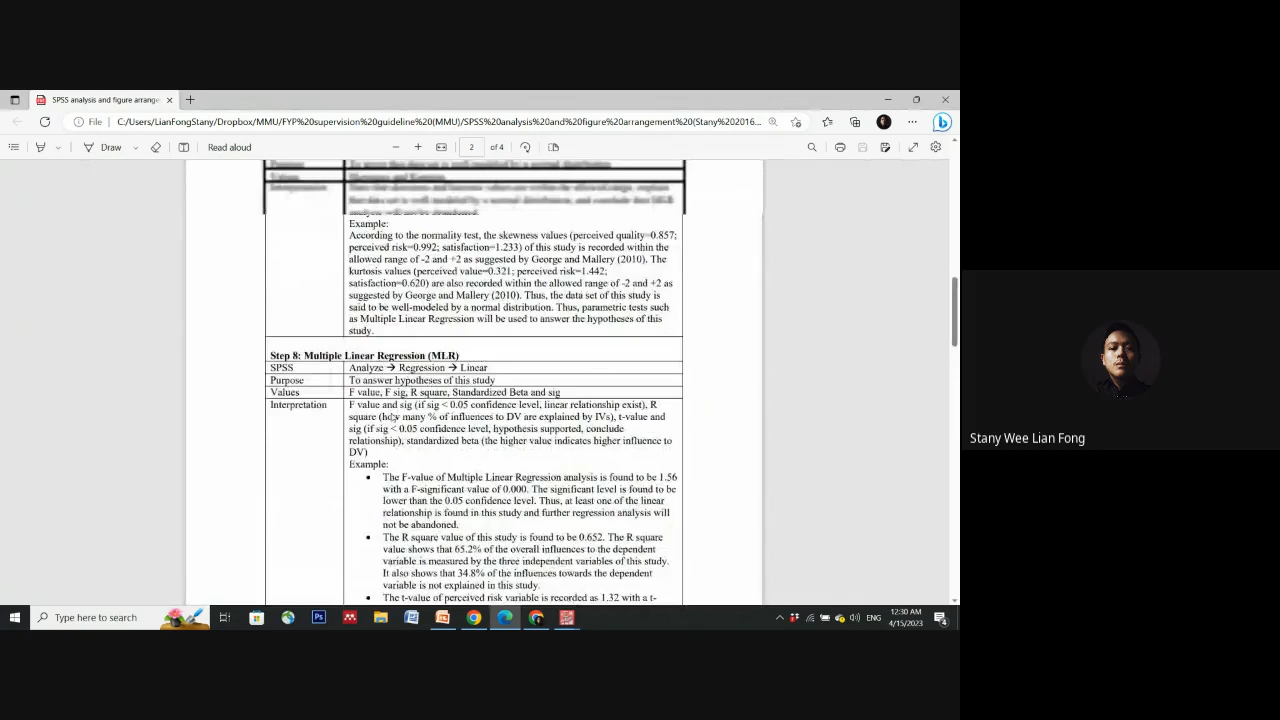 SPSS analysis and figure arrange
File C:/Users/LianFongStany/Dropbox/MMU/FYP%20supervision%20guideline%20(MMU)/SPSS%20analysis%20and%20figure%20arrangement%20(Stany%202016...
Draw Read aloud 2 of 4
Example:
According to the normality test, the skewness values (perceived quality=0.857;
perceived risk=0.992; satisfaction=1.233) of this study is recorded within the
allowed range of -2 and +2 as suggested by George and Mallery (2010). The
kurtosis values (perceived value=0.321; perceived risk=1.442;
satisfaction=0.620) are also recorded within the allowed range of -2 and +2 as
suggested by George and Mallery (2010). Thus, the data set of this study is
said to be well-modeled by a normal distribution. Thus, parametric tests such
as Multiple Linear Regression will be used to answer the hypotheses of this
study.
Step 8: Multiple Linear Regression (MLR)
SPSS Analyze → Regression → Linear
Purpose To answer hypotheses of this study
Values F value, F sig, R square, Standardized Beta and sig
Interpretation F value and sig (if sig < 0.05 confidence level, linear relationship exist), R
square (how many % of influences to DV are explained by IVs), t-value and
sig (if sig < 0.05 confidence level, hypothesis supported, conclude
relationship), standardized beta (the higher value indicates higher influence to
DV)
Example:
• The F-value of Multiple Linear Regression analysis is found to be 1.56
with a F-significant value of 0.000. The significant level is found to be
lower than the 0.05 confidence level. Thus, at least one of the linear
relationship is found in this study and further regression analysis will
not be abandoned.
• The R square value of this study is found to be 0.652. The R square
value shows that 65.2% of the overall influences to the dependent
variable is measured by the three independent variables of this study.
It also shows that 34.8% of the influences towards the dependent
variable is not explained in this study.
• The t-value of perceived risk variable is recorded as 1.32 with a t-
Type here to search
ENG
12:30 AM
4/15/2023
Stany Wee Lian Fong